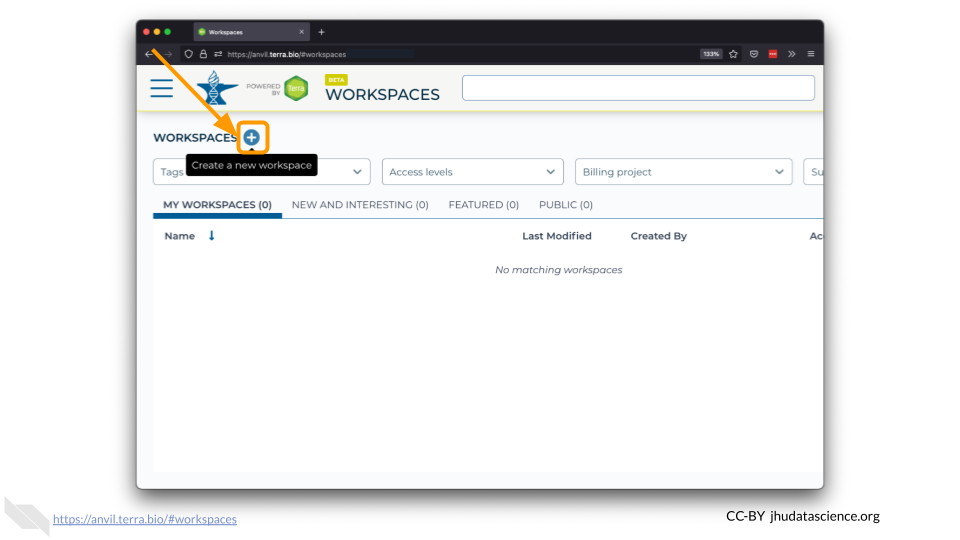 Workspaces × +
https://anvil.terra.bio/#workspaces 133%
POWERED BY Terra BETA WORKSPACES
WORKSPACES +
Create a new workspace
Tags Access levels Billing project Su
MY WORKSPACES (0) NEW AND INTERESTING (0) FEATURED (0) PUBLIC (0)
Name ↓ Last Modified Created By Ac
No matching workspaces
https://anvil.terra.bio/#workspaces CC-BY jhudatascience.org